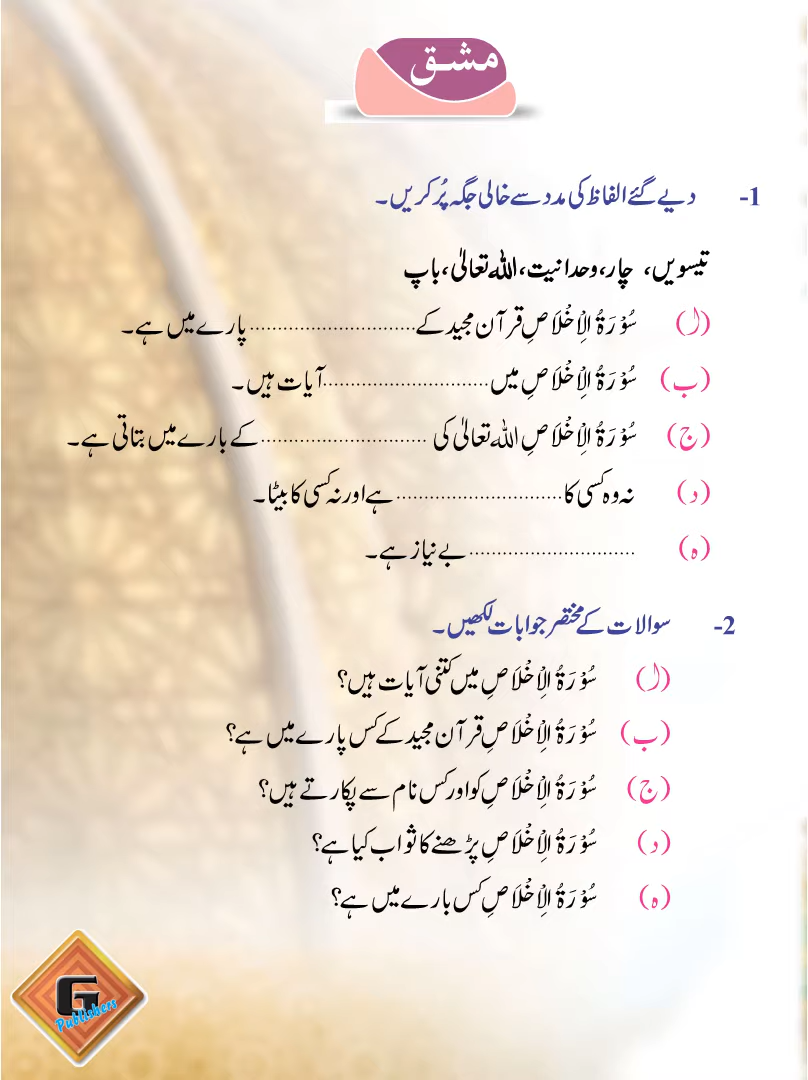 مشق
1- دیے گئے الفاظ کی مدد سے خالی جگہ پُر کریں۔
تیسویں، چار، وحدانیت، اللہ تعالیٰ، باپ
(ا) سُوْرَۃُ الْاِخْلَاصِ قرآن مجید کے .............................. پارے میں ہے۔
(ب) سُوْرَۃُ الْاِخْلَاصِ میں .............................. آیات ہیں۔
(ج) سُوْرَۃُ الْاِخْلَاصِ اللہ تعالیٰ کی .............................. کے بارے میں بتاتی ہے۔
(د) نہ وہ کسی کا .............................. ہے اور نہ کسی کا بیٹا۔
(ہ) .............................. بے نیاز ہے۔
2- سوالات کے مختصر جوابات لکھیں۔
(ا) سُوْرَۃُ الْاِخْلَاصِ میں کتنی آیات ہیں؟
(ب) سُوْرَۃُ الْاِخْلَاصِ قرآن مجید کے کس پارے میں ہے؟
(ج) سُوْرَۃُ الْاِخْلَاصِ کو اور کس نام سے پکارتے ہیں؟
(د) سُوْرَۃُ الْاِخْلَاصِ پڑھنے کا ثواب کیا ہے؟
(ہ) سُوْرَۃُ الْاِخْلَاصِ کس بارے میں ہے؟
G
Publishers